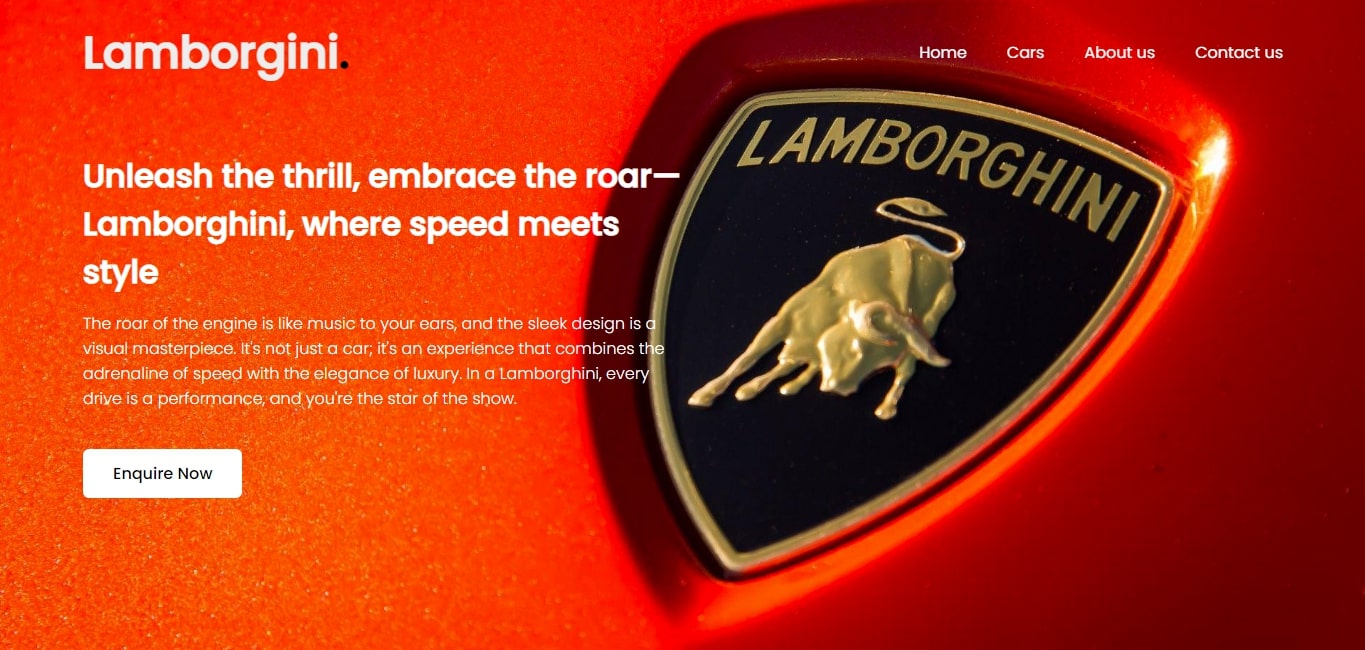 Lamborgini.
Home
Cars
About us
Contact us
LAMBORGHINI
Unleash the thrill, embrace the roar—
Lamborghini, where speed meets
style
The roar of the engine is like music to your ears, and the sleek design is a
visual masterpiece. It's not just a car; it's an experience that combines the
adrenaline of speed with the elegance of luxury. In a Lamborghini, every
drive is a performance, and you're the star of the show.
Enquire Now